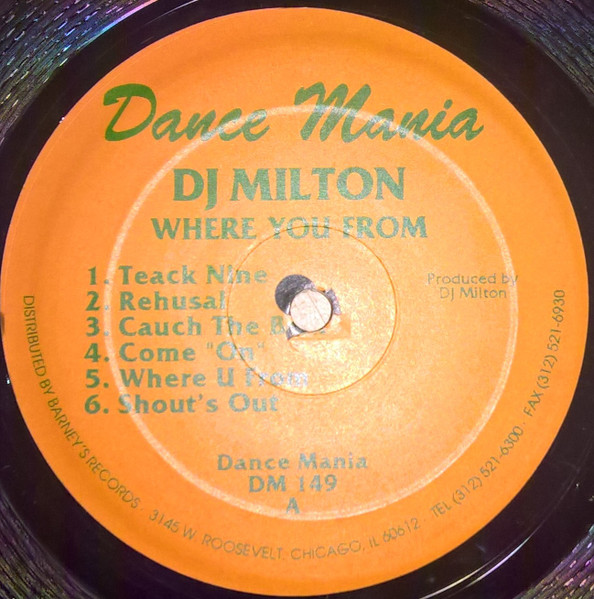 Dance Mania
DJ MILTON
WHERE YOU FROM
1. Teack Nine
2. Rehusal
3. Cauch The
4. Come "On"
5. Where U From
6. Shout's Out
Produced by
DJ Milton
Dance Mania
DM 149
A
DISTRIBUTED BY BARNEY'S RECORDS · 3145 W. ROOSEVELT, CHICAGO, IL 60612 · TEL (312) 521-6300 · FAX (312) 521-6930